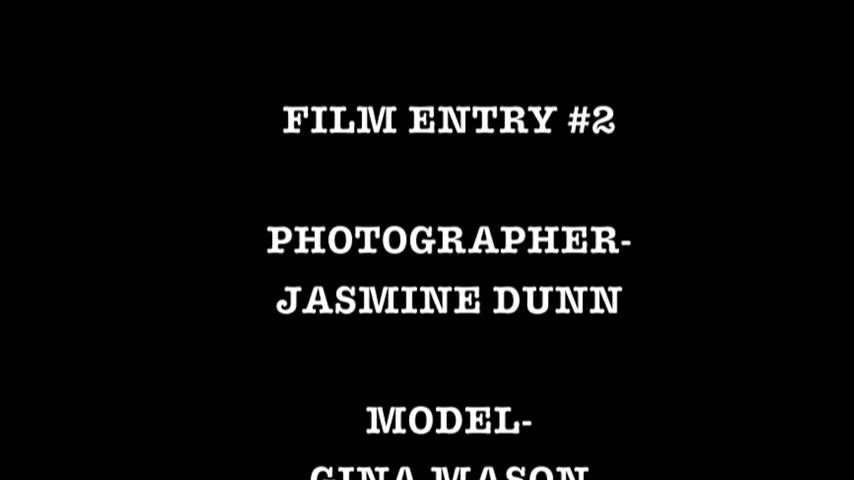 FILM ENTRY #2
PHOTOGRAPHER-
JASMINE DUNN
MODEL-
GINA MASON